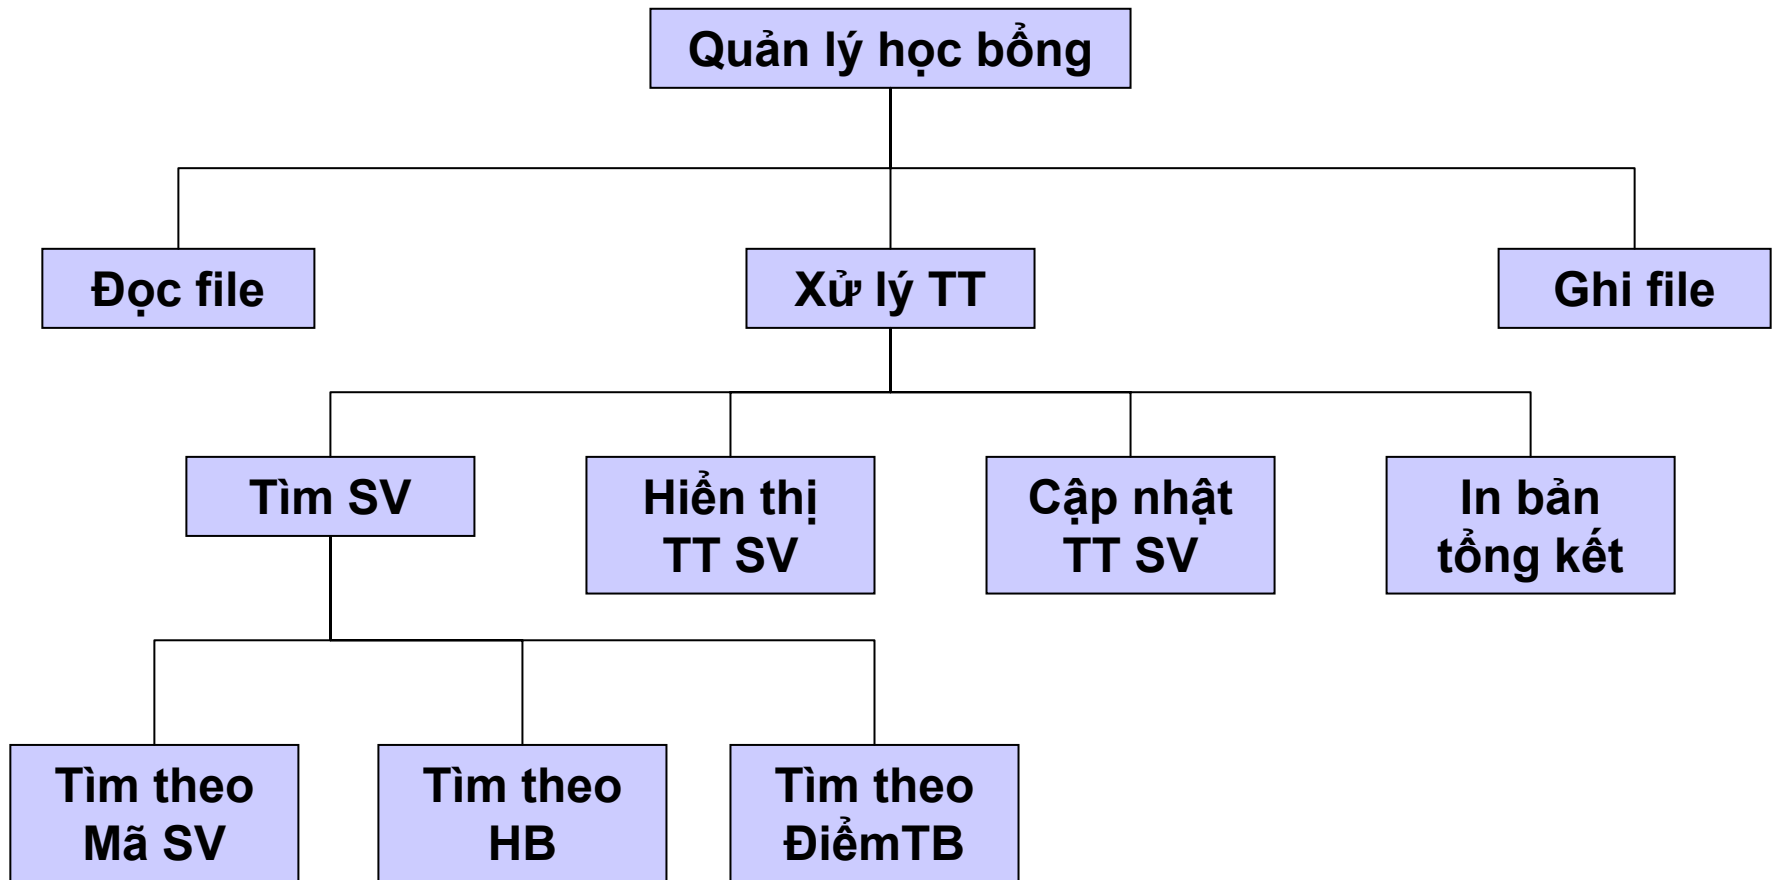 Quản lý học bổng
Đọc file
Xử lý TT
Ghi file
Tìm SV
Hiển thị
TT SV
Cập nhật
TT SV
In bản
tổng kết
Tìm theo
Mã SV
Tìm theo
HB
Tìm theo
ĐiểmTB